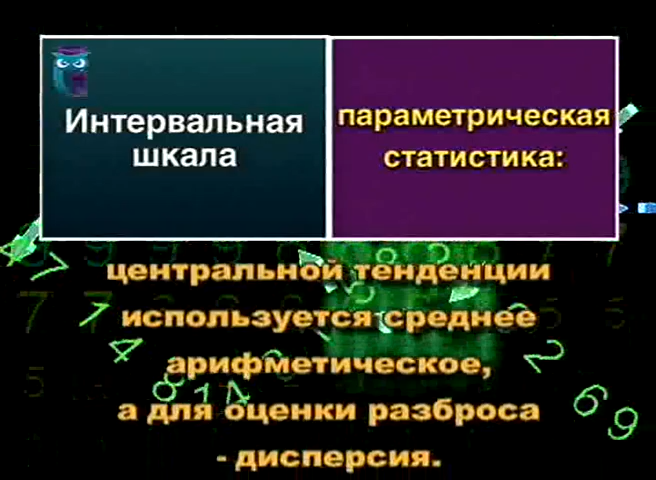 Интервальная
шкала
параметрическая
статистика:
центральной тенденции
используется среднее
арифметическое,
а для оценки разброса
- дисперсия.